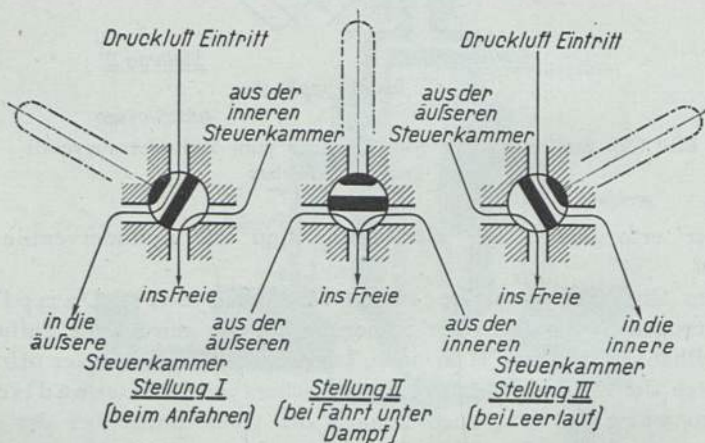 Druckluft Eintritt
aus der
inneren
Steuerkammer
ins Freie
in die
äußere
Steuerkammer
Stellung I
(beim Anfahren)
aus der
äußeren
ins Freie
aus der
inneren
Stellung II
(bei Fahrt unter
Dampf)
Druckluft Eintritt
aus der
äußeren
Steuerkammer
ins Freie
in die
innere
Steuerkammer
Stellung III
(bei Leerlauf)